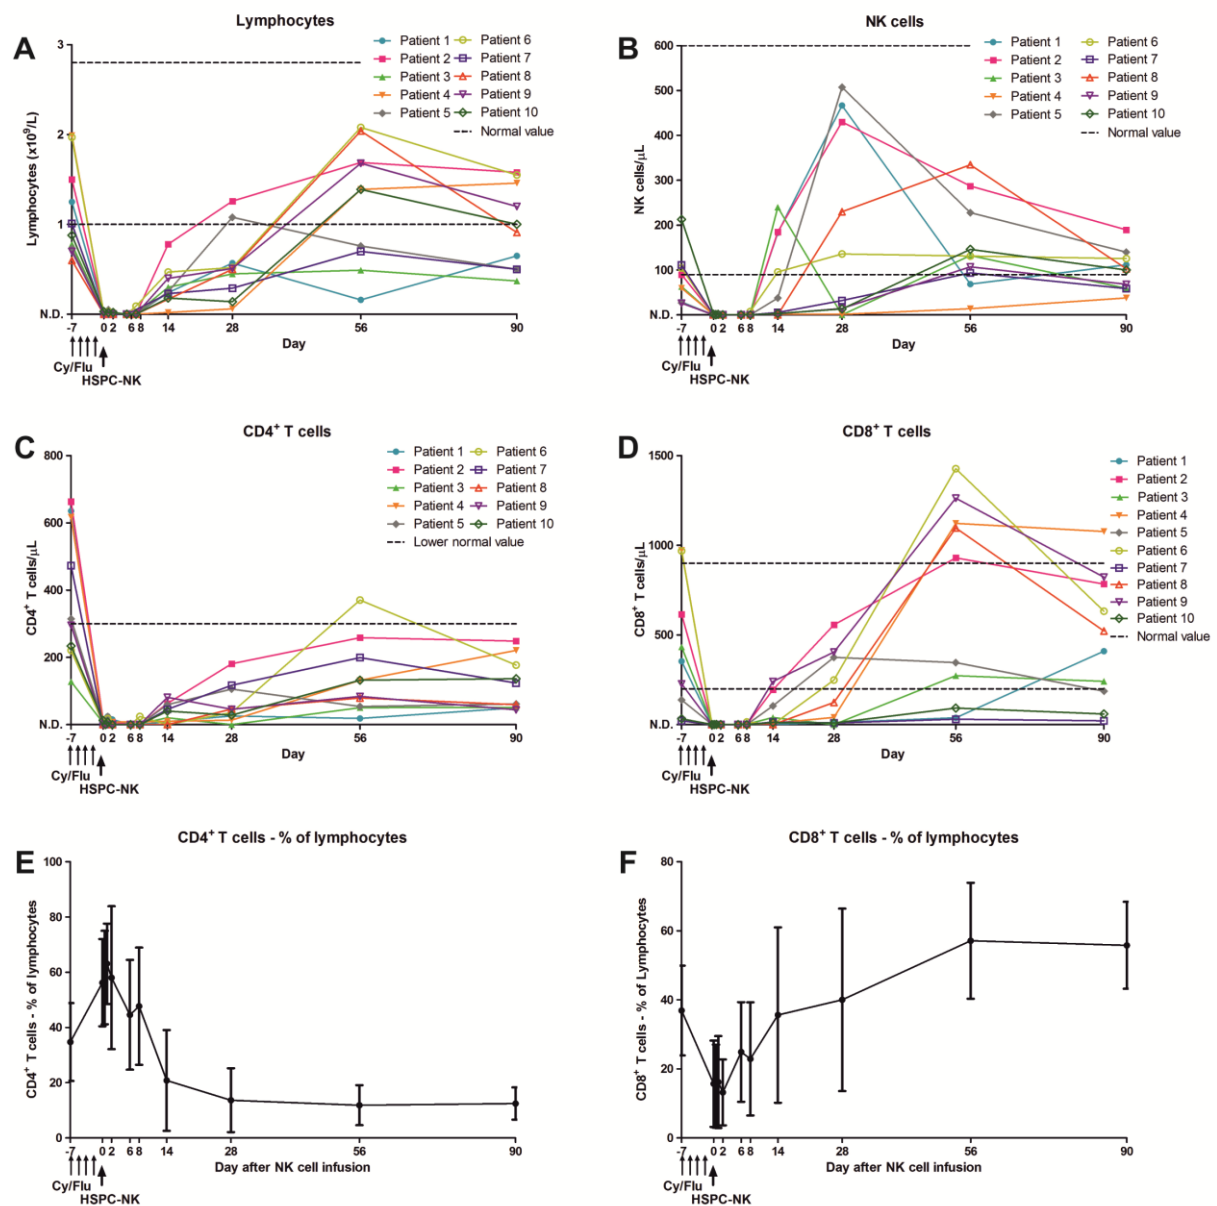 A
Lymphocytes
Lymphocytes (x10⁹/L)
3
2
1
N.D.
-7 0 2 6 8 14 28 56 90
Day
Cy/Flu
HSPC-NK
Patient 1
Patient 2
Patient 3
Patient 4
Patient 5
Patient 6
Patient 7
Patient 8
Patient 9
Patient 10
Normal value
B
NK cells
NK cells/µL
600
500
400
300
200
100
N.D.
-7 0 2 6 8 14 28 56 90
Day
Cy/Flu
HSPC-NK
Patient 1
Patient 2
Patient 3
Patient 4
Patient 5
Patient 6
Patient 7
Patient 8
Patient 9
Patient 10
Normal value
C
CD4⁺ T cells
CD4⁺ T cells/µL
800
600
400
200
N.D.
-7 0 2 6 8 14 28 56 90
Day
Cy/Flu
HSPC-NK
Patient 1
Patient 2
Patient 3
Patient 4
Patient 5
Patient 6
Patient 7
Patient 8
Patient 9
Patient 10
Lower normal value
D
CD8⁺ T cells
CD8⁺ T cells/µL
1500
1000
500
N.D.
-7 0 2 6 8 14 28 56 90
Day
Cy/Flu
HSPC-NK
Patient 1
Patient 2
Patient 3
Patient 4
Patient 5
Patient 6
Patient 7
Patient 8
Patient 9
Patient 10
Normal value
E
CD4⁺ T cells - % of lymphocytes
CD4⁺ T cells - % of lymphocytes
100
80
60
40
20
0
-7 0 2 6 8 14 28 56 90
Day after NK cell infusion
Cy/Flu
HSPC-NK
F
CD8⁺ T cells - % of lymphocytes
CD8⁺ T cells - % of Lymphocytes
80
60
40
20
0
-7 0 2 6 8 14 28 56 90
Day after NK cell infusion
Cy/Flu
HSPC-NK